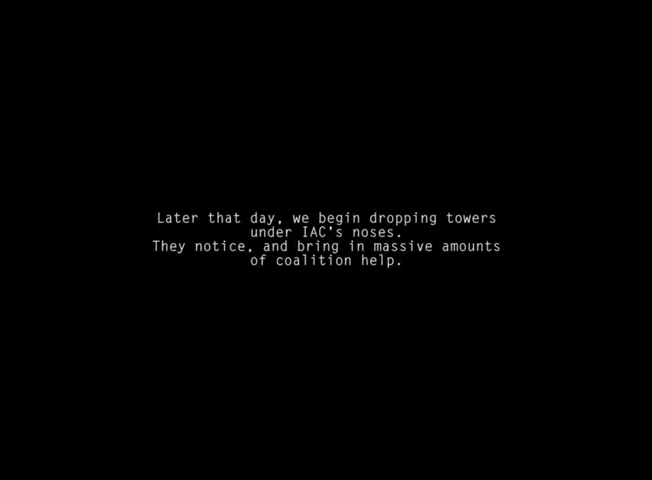 Later that day, we begin dropping towers
under IAC's noses.
They notice, and bring in massive amounts
of coalition help.